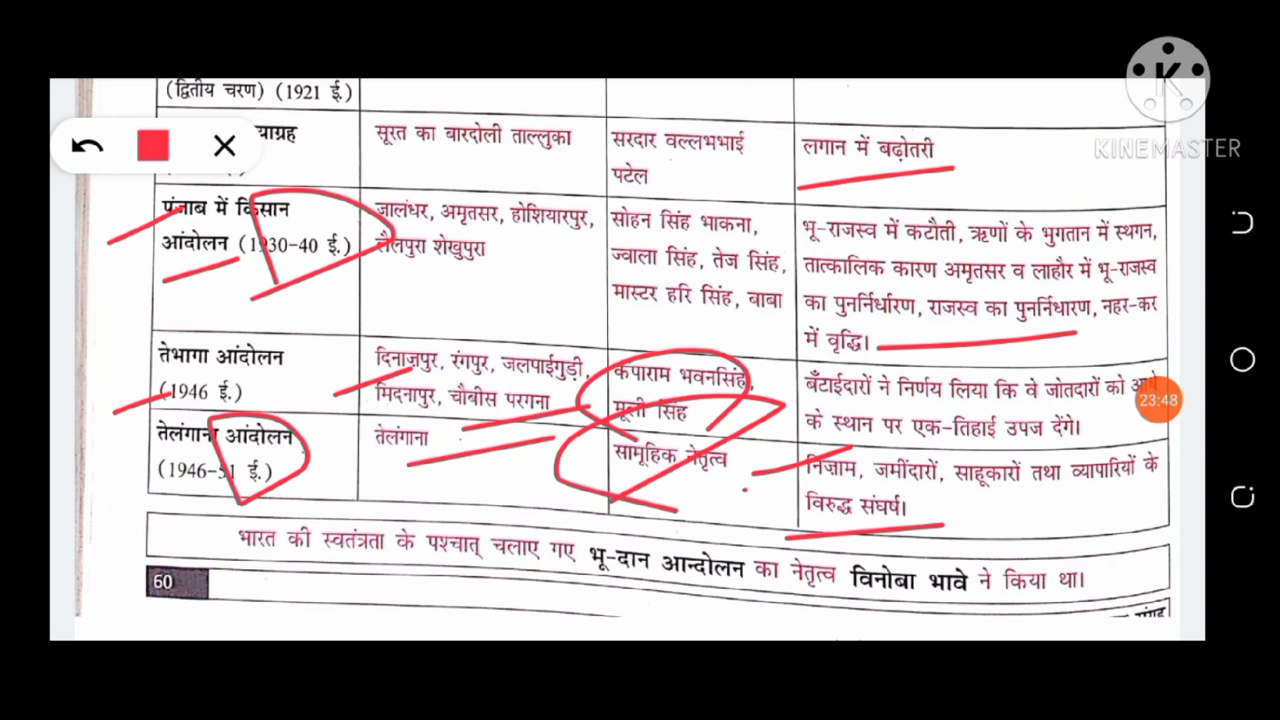 (द्वितीय चरण) (1921 ई.)
सूरत का बारदोली ताल्लुका
सरदार वल्लभभाई
पटेल
लगान में बढ़ोतरी
पंजाब में किसान
आंदोलन (1930-40 ई.)
जालंधर, अमृतसर, होशियारपुर,
लैलपुरा शेखुपुरा
सोहन सिंह भाकना,
ज्वाला सिंह, तेज सिंह,
मास्टर हरि सिंह, बाबा
भू-राजस्व में कटौती, ऋणों के भुगतान में स्थगन,
तात्कालिक कारण अमृतसर व लाहौर में भू-राजस्व
का पुनर्निर्धारण, राजस्व का पुनर्निधारण, नहर-कर
में वृद्धि।
तेभागा आंदोलन
(1946 ई.)
दिनाजपुर, रंगपुर, जलपाईगुड़ी,
मिदनापुर, चौबीस परगना
कंपाराम भवनसिंह,
सिंह
बँटाईदारों ने निर्णय लिया कि वे जोतदारों को आधे
के स्थान पर एक-तिहाई उपज देंगे।
तेलंगाना आंदोलन
(1946-51 ई.)
तेलंगाना
सामूहिक नेतृत्व
निजाम, जमींदारों, साहूकारों तथा व्यापारियों के
विरुद्ध संघर्ष।
भारत की स्वतंत्रता के पश्चात् चलाए गए भू-दान आन्दोलन का नेतृत्व विनोबा भावे ने किया था।
60
K
KINEMASTER
23:48